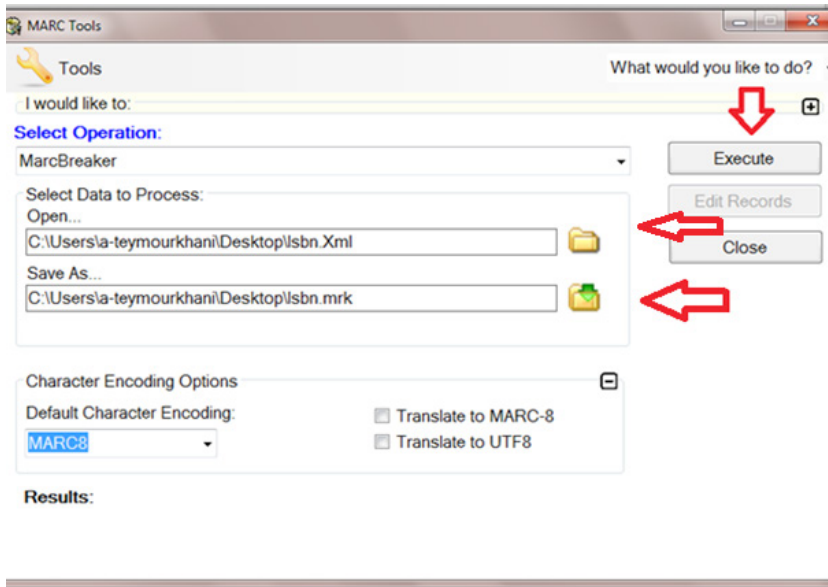 MARC Tools
Tools
What would you like to do?
I would like to:
Select Operation:
MarcBreaker
Execute
Select Data to Process:
Edit Records
Open...
C:\Users\a-teymourkhani\Desktop\Isbn.Xml
Close
Save As...
C:\Users\a-teymourkhani\Desktop\Isbn.mrk
Character Encoding Options
Default Character Encoding:
Translate to MARC-8
MARC8
Translate to UTF8
Results: